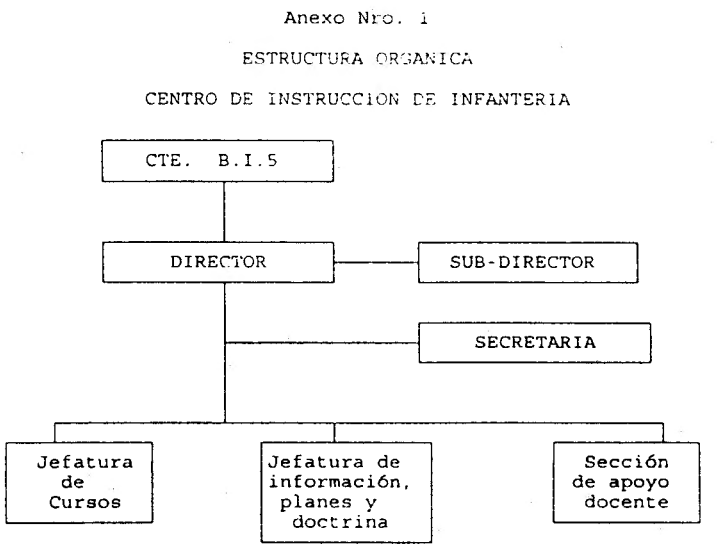 Anexo Nro. 1
ESTRUCTURA ORGANICA
CENTRO DE INSTRUCCION DE INFANTERIA
CTE. B.I.5
DIRECTOR
SUB-DIRECTOR
SECRETARIA
Jefatura
de
Cursos
Jefatura de
información,
planes y
doctrina
Sección
de apoyo
docente